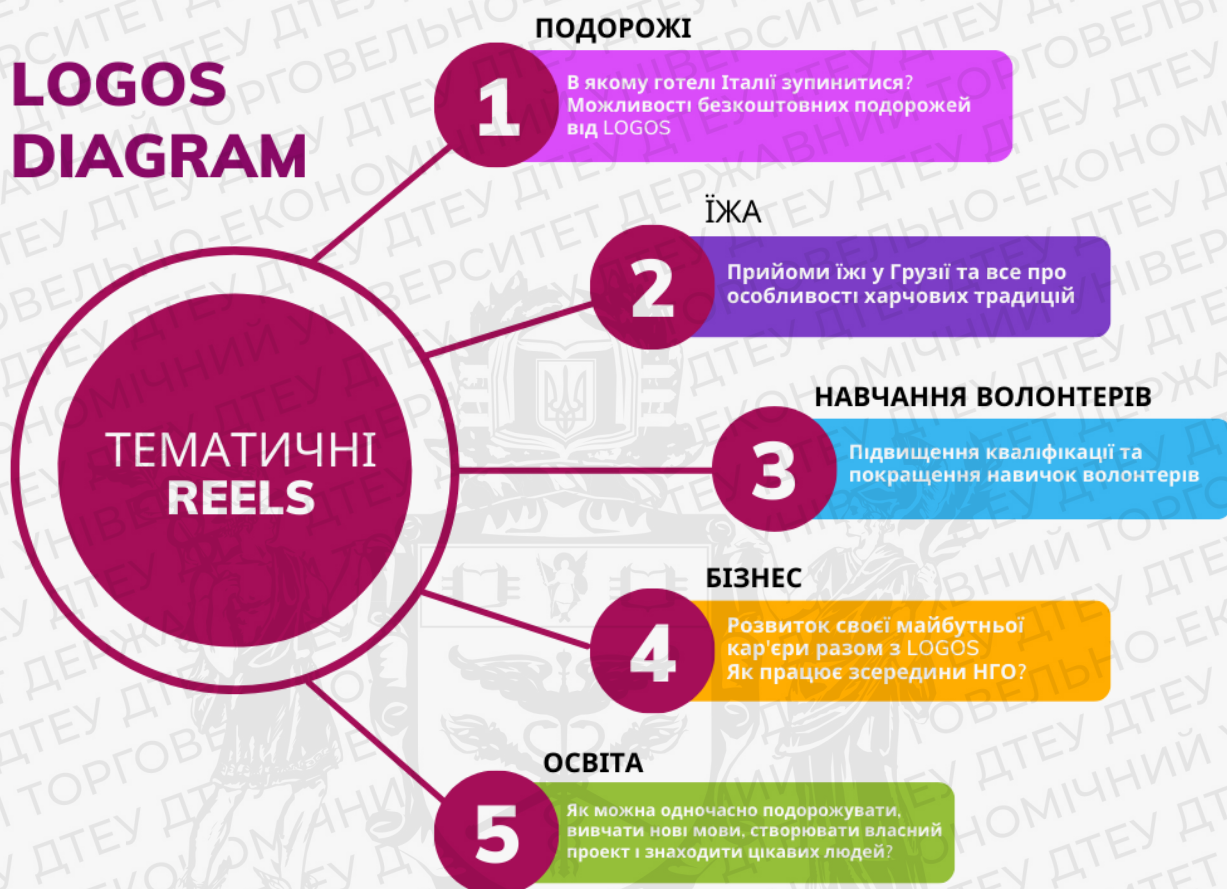 LOGOS
DIAGRAM
ТЕМАТИЧНІ
REELS
ПОДОРОЖІ
1
В якому готелі Італії зупинитися?
Можливості безкоштовних подорожей
від LOGOS
ЇЖА
2
Прийоми їжі у Грузії та все про
особливості харчових традицій
НАВЧАННЯ ВОЛОНТЕРІВ
3
Підвищення кваліфікації та
покращення навичок волонтерів
БІЗНЕС
4
Розвиток своєї майбутньої
кар'єри разом з LOGOS
Як працює зсередини НГО?
ОСВІТА
5
Як можна одночасно подорожувати,
вивчати нові мови, створювати власний
проект і знаходити цікавих людей?